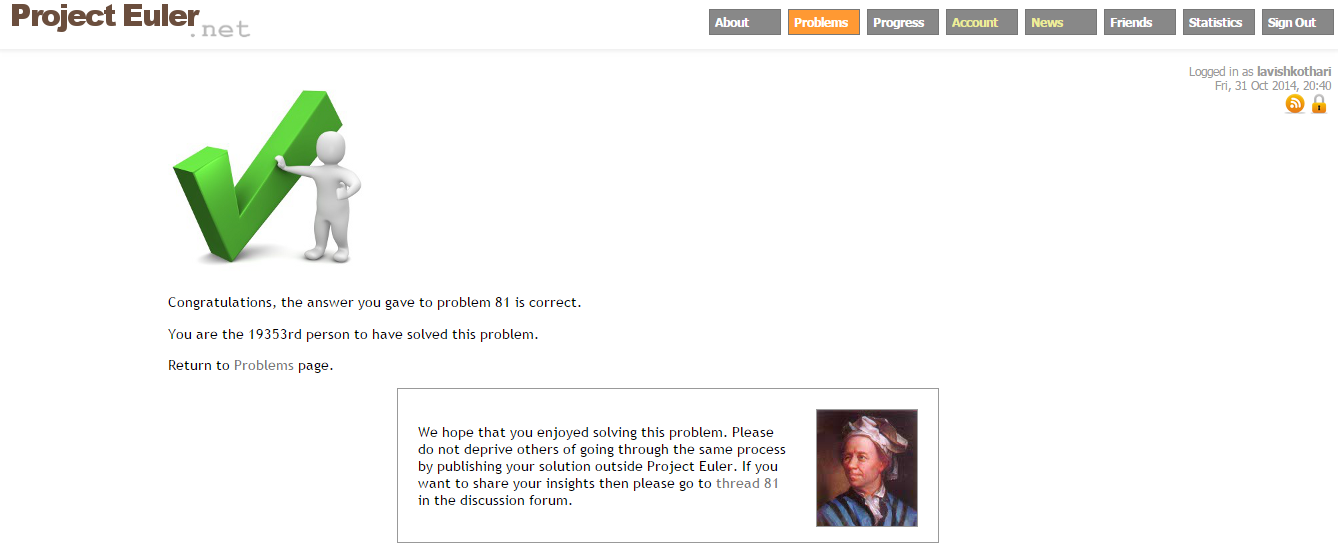 Project Euler
.net
About Problems Progress Account News Friends Statistics Sign Out
Logged in as lavishkothari
Fri, 31 Oct 2014, 20:40
Congratulations, the answer you gave to problem 81 is correct.
You are the 19353rd person to have solved this problem.
Return to Problems page.
We hope that you enjoyed solving this problem. Please
do not deprive others of going through the same process
by publishing your solution outside Project Euler. If you
want to share your insights then please go to thread 81
in the discussion forum.